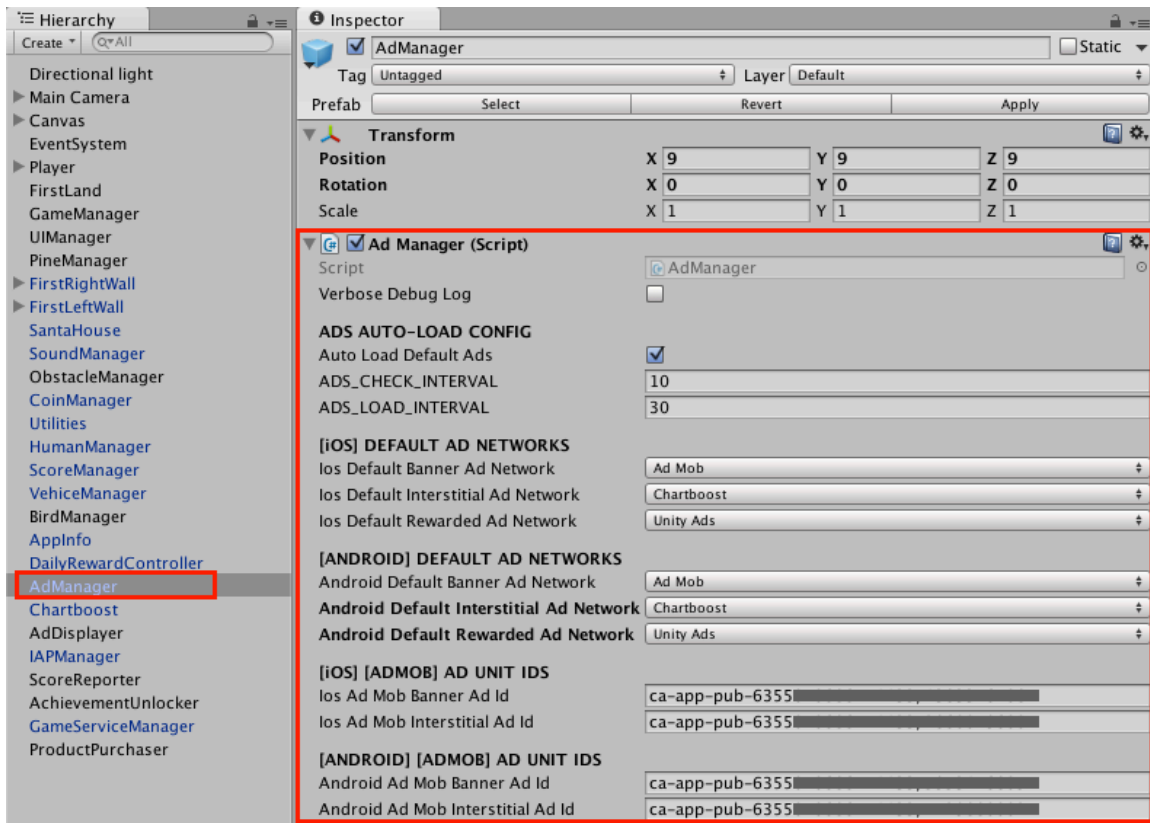 Hierarchy
Create
All
Directional light
Main Camera
Canvas
EventSystem
Player
FirstLand
GameManager
UIManager
PineManager
FirstRightWall
FirstLeftWall
SantaHouse
SoundManager
ObstacleManager
CoinManager
Utilities
HumanManager
ScoreManager
VehiceManager
BirdManager
AppInfo
DailyRewardController
AdManager
Chartboost
AdDisplayer
IAPManager
ScoreReporter
AchievementUnlocker
GameServiceManager
ProductPurchaser
Inspector
AdManager Static
Tag Untagged Layer Default
Prefab Select Revert Apply
Transform
Position X 9 Y 9 Z 9
Rotation X 0 Y 0 Z 0
Scale X 1 Y 1 Z 1
Ad Manager (Script)
Script AdManager
Verbose Debug Log
ADS AUTO-LOAD CONFIG
Auto Load Default Ads
ADS_CHECK_INTERVAL 10
ADS_LOAD_INTERVAL 30
[iOS] DEFAULT AD NETWORKS
Ios Default Banner Ad Network Ad Mob
Ios Default Interstitial Ad Network Chartboost
Ios Default Rewarded Ad Network Unity Ads
[ANDROID] DEFAULT AD NETWORKS
Android Default Banner Ad Network Ad Mob
Android Default Interstitial Ad Network Chartboost
Android Default Rewarded Ad Network Unity Ads
[iOS] [ADMOB] AD UNIT IDS
Ios Ad Mob Banner Ad Id ca-app-pub-6355
Ios Ad Mob Interstitial Ad Id ca-app-pub-6355
[ANDROID] [ADMOB] AD UNIT IDS
Android Ad Mob Banner Ad Id ca-app-pub-6355
Android Ad Mob Interstitial Ad Id ca-app-pub-6355